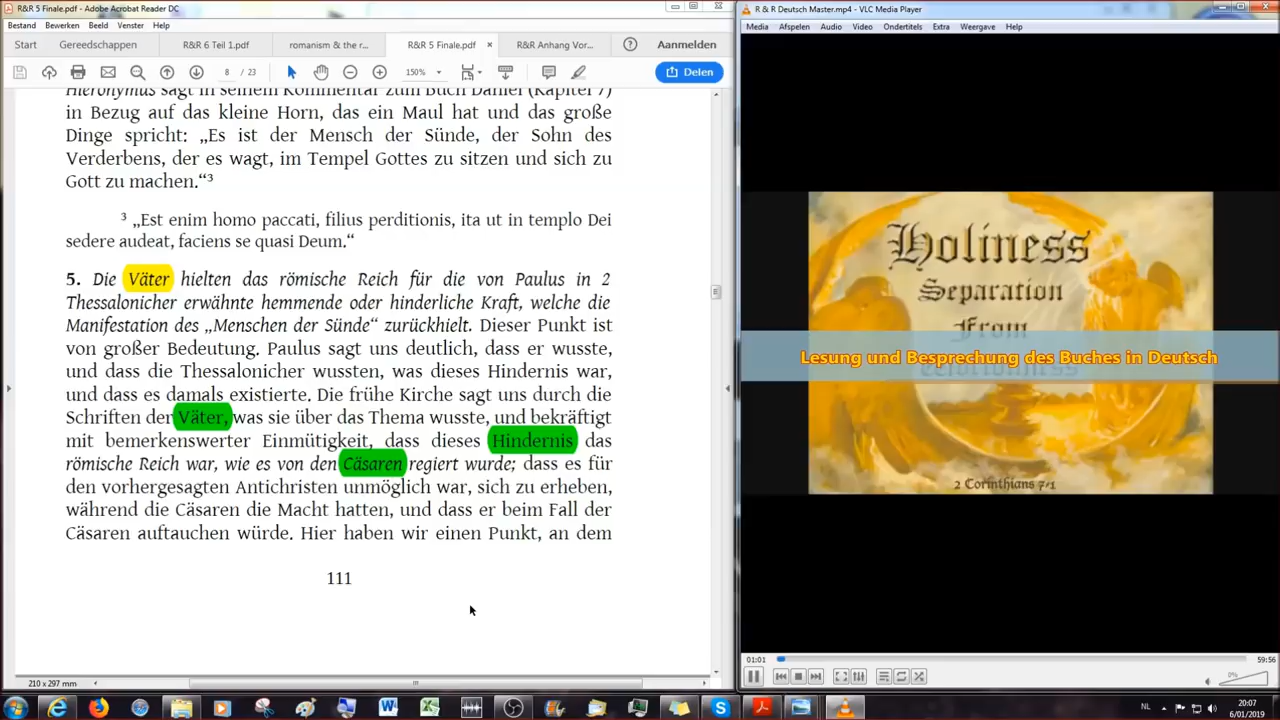 R&R 5 Finale.pdf - Adobe Acrobat Reader DC
Bestand Bewerken Beeld Venster Help
Start Gereedschappen R&R 6 Teil 1.pdf romanism & the r... R&R 5 Finale.pdf × R&R Anhang Vor... Aanmelden
8 / 23 150% Delen
Hieronymus sagt in seinem Kommentar zum Buch Daniel (Kapitel 7)
in Bezug auf das kleine Horn, das ein Maul hat und das große
Dinge spricht: „Es ist der Mensch der Sünde, der Sohn des
Verderbens, der es wagt, im Tempel Gottes zu sitzen und sich zu
Gott zu machen.“³
³ „Est enim homo paccati, filius perditionis, ita ut in templo Dei
sedere audeat, faciens se quasi Deum.“
5. Die Väter hielten das römische Reich für die von Paulus in 2
Thessalonicher erwähnte hemmende oder hinderliche Kraft, welche die
Manifestation des „Menschen der Sünde“ zurückhielt. Dieser Punkt ist
von großer Bedeutung. Paulus sagt uns deutlich, dass er wusste,
und dass die Thessalonicher wussten, was dieses Hindernis war,
und dass es damals existierte. Die frühe Kirche sagt uns durch die
Schriften der Väter, was sie über das Thema wusste, und bekräftigt
mit bemerkenswerter Einmütigkeit, dass dieses Hindernis das
römische Reich war, wie es von den Cäsaren regiert wurde; dass es für
den vorhergesagten Antichristen unmöglich war, sich zu erheben,
während die Cäsaren die Macht hatten, und dass er beim Fall der
Cäsaren auftauchen würde. Hier haben wir einen Punkt, an dem
111
210 x 297 mm
R & R Deutsch Master.mp4 - VLC Media Player
Media Afspelen Audio Video Ondertitels Extra Weergave Help
Holiness
Separation
From
Lesung und Besprechung des Buches in Deutsch
2 Corinthians 7:1
01:01 59:56
0%
NL 20:07
6/01/2019